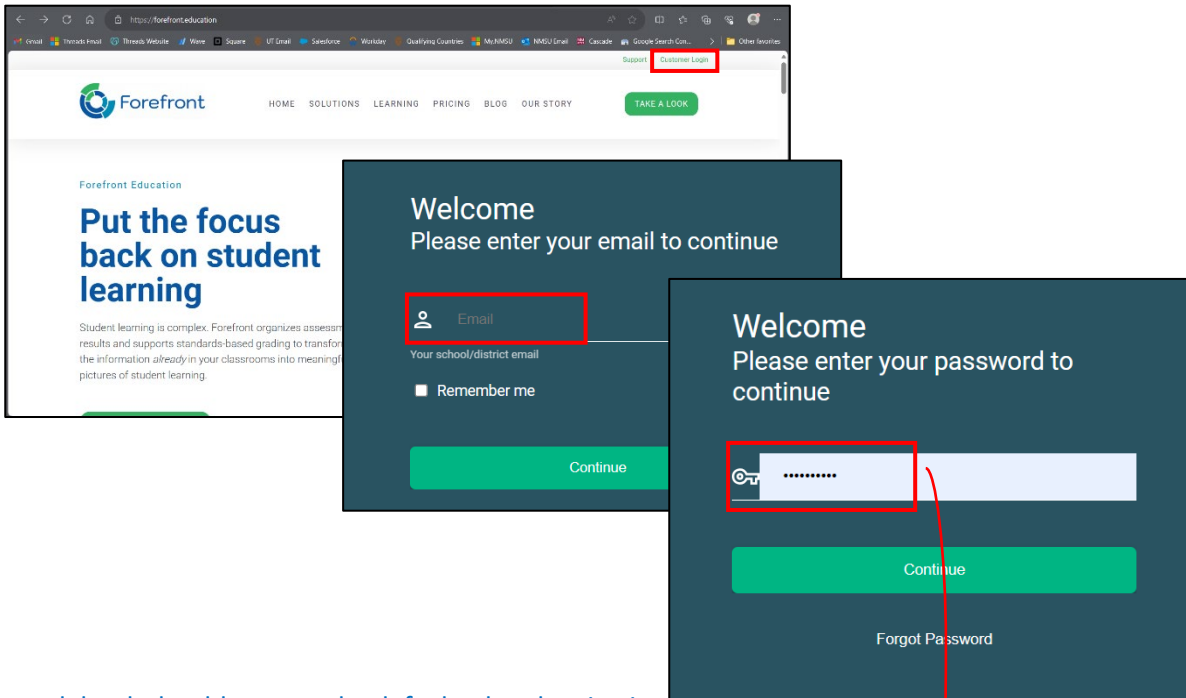 https://forefront.education
Gmail Threads Email Threads Website Wave Square UT Email Salesforce Workday Qualifying Countries My.NMSU NMSU Email Cascade Google Search Con... Other favorites
Support Customer Login
Forefront
HOME SOLUTIONS LEARNING PRICING BLOG OUR STORY TAKE A LOOK
Forefront Education
Put the focus
back on student
learning
Student learning is complex. Forefront organizes assessm
results and supports standards-based grading to transfor
the information already in your classrooms into meaningf
pictures of student learning.
Welcome
Please enter your email to continue
Email
Your school/district email
Remember me
Continue
Welcome
Please enter your password to
continue
••••••••••
Continue
Forgot Password